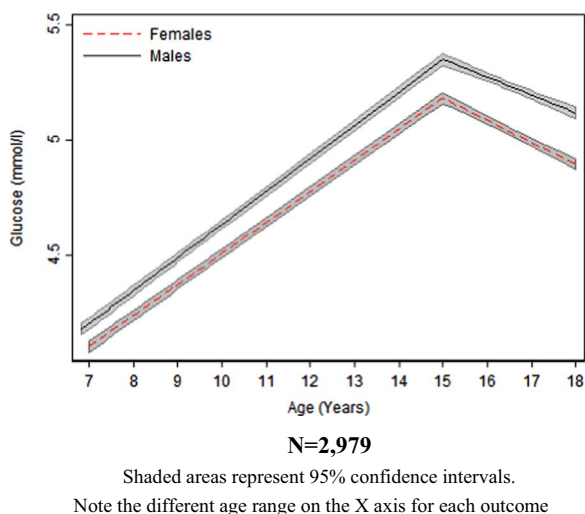 5.5
Females
Males
5
Glucose (mmol/l)
4.5
7 8 9 10 11 12 13 14 15 16 17 18
Age (Years)
N=2,979
Shaded areas represent 95% confidence intervals.
Note the different age range on the X axis for each outcome